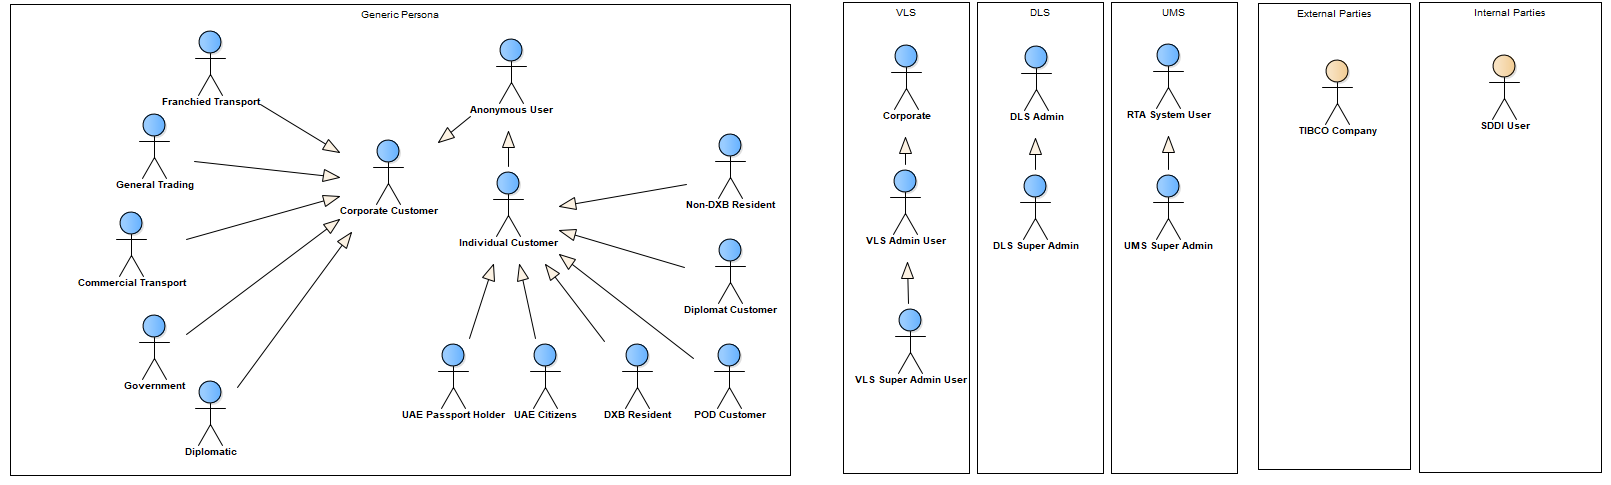 Generic Persona
Franchied Transport
Anonymous User
General Trading
Corporate Customer
Non-DXB Resident
Individual Customer
Commercial Transport
Diplomat Customer
Government
UAE Passport Holder
UAE Citizens
DXB Resident
POD Customer
Diplomatic
VLS
Corporate
VLS Admin User
VLS Super Admin User
DLS
DLS Admin
DLS Super Admin
UMS
RTA System User
UMS Super Admin
External Parties
TIBCO Company
Internal Parties
SDDI User